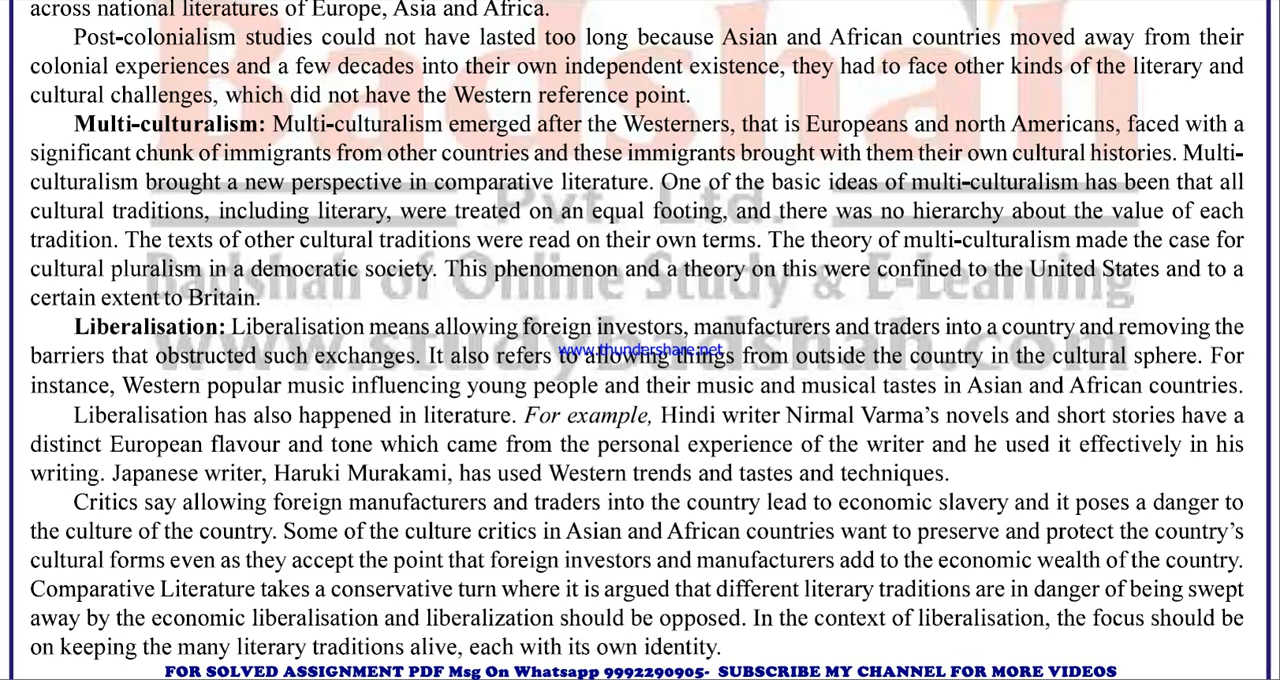 across national literatures of Europe, Asia and Africa.
Post-colonialism studies could not have lasted too long because Asian and African countries moved away from their
colonial experiences and a few decades into their own independent existence, they had to face other kinds of the literary and
cultural challenges, which did not have the Western reference point.
Multi-culturalism: Multi-culturalism emerged after the Westerners, that is Europeans and north Americans, faced with a
significant chunk of immigrants from other countries and these immigrants brought with them their own cultural histories. Multi-
culturalism brought a new perspective in comparative literature. One of the basic ideas of multi-culturalism has been that all
cultural traditions, including literary, were treated on an equal footing, and there was no hierarchy about the value of each
tradition. The texts of other cultural traditions were read on their own terms. The theory of multi-culturalism made the case for
cultural pluralism in a democratic society. This phenomenon and a theory on this were confined to the United States and to a
certain extent to Britain.
Liberalisation: Liberalisation means allowing foreign investors, manufacturers and traders into a country and removing the
barriers that obstructed such exchanges. It also refers to allowing things from outside the country in the cultural sphere. For
instance, Western popular music influencing young people and their music and musical tastes in Asian and African countries.
Liberalisation has also happened in literature. For example, Hindi writer Nirmal Varma's novels and short stories have a
distinct European flavour and tone which came from the personal experience of the writer and he used it effectively in his
writing. Japanese writer, Haruki Murakami, has used Western trends and tastes and techniques.
Critics say allowing foreign manufacturers and traders into the country lead to economic slavery and it poses a danger to
the culture of the country. Some of the culture critics in Asian and African countries want to preserve and protect the country's
cultural forms even as they accept the point that foreign investors and manufacturers add to the economic wealth of the country.
Comparative Literature takes a conservative turn where it is argued that different literary traditions are in danger of being swept
away by the economic liberalisation and liberalization should be opposed. In the context of liberalisation, the focus should be
on keeping the many literary traditions alive, each with its own identity.
FOR SOLVED ASSIGNMENT PDF Msg On Whatsapp 9992290905- SUBSCRIBE MY CHANNEL FOR MORE VIDEOS
Badshah
Pvt. Ltd.
Badshah of Online Study & E-Learning
www.studybadshah.com
www.thundershare.net